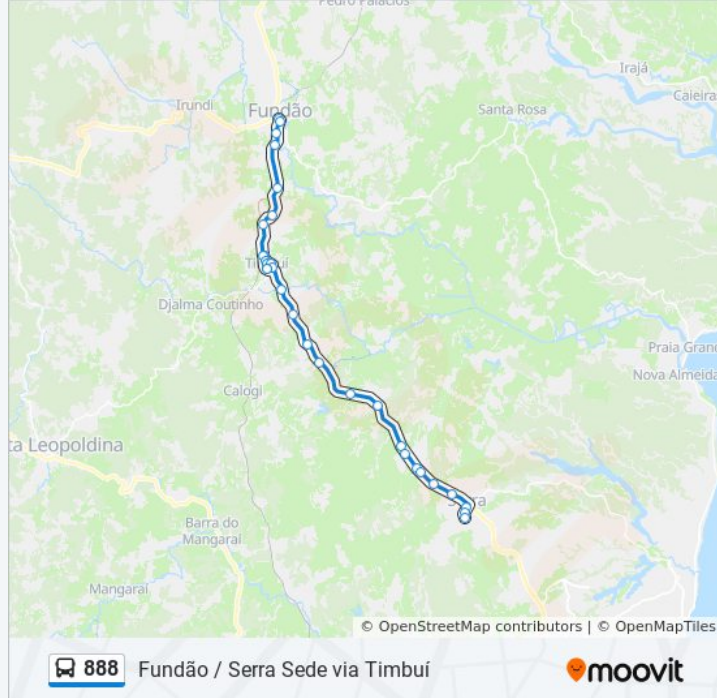 Pedro Palácios
Irajá
Irundi
Fundão
Santa Rosa
Caieira
Timbuí
Djalma Coutinho
Praia Grand
Nova Almeida
Calogi
ta Leopoldina
Barra do
Mangaraí
Mangaraí
© OpenStreetMap contributors | © OpenMapTiles
888 Fundão / Serra Sede via Timbuí
moovit